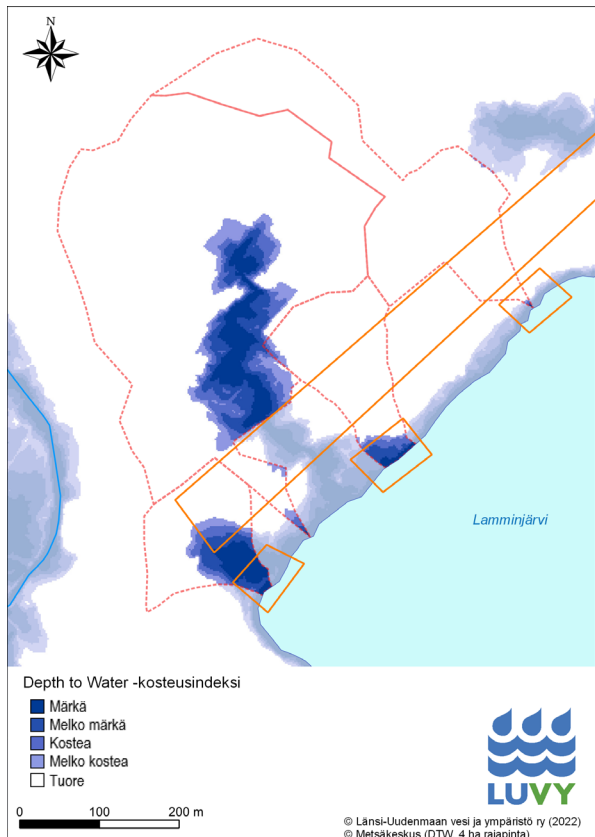 N
Lamminjärvi
Depth to Water -kosteusindeksi
Märkä
Melko märkä
Kostea
Melko kostea
Tuore
0 100 200 m
LUVY
© Länsi-Uudenmaan vesi ja ympäristö ry (2022)
© Metsäkeskus (DTW, 4 ha rajapinta)